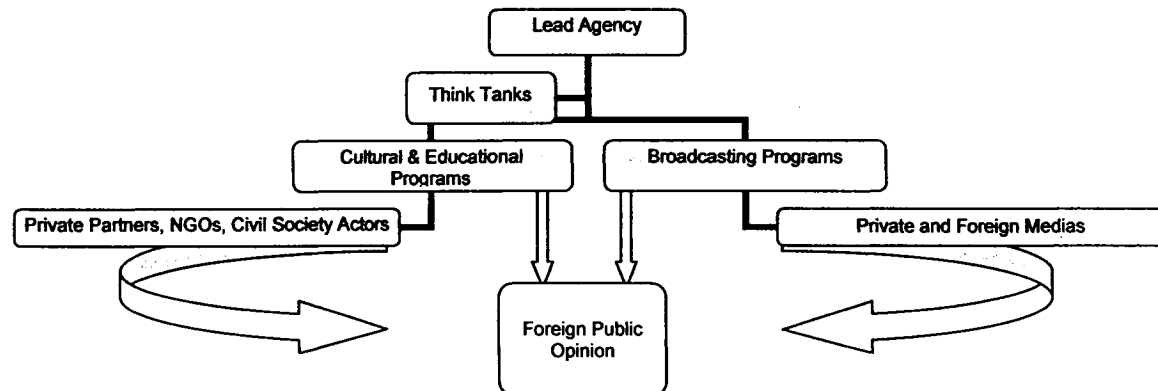 Lead Agency
Think Tanks
Cultural & Educational
Programs
Broadcasting Programs
Private Partners, NGOs, Civil Society Actors
Private and Foreign Medias
Foreign Public
Opinion